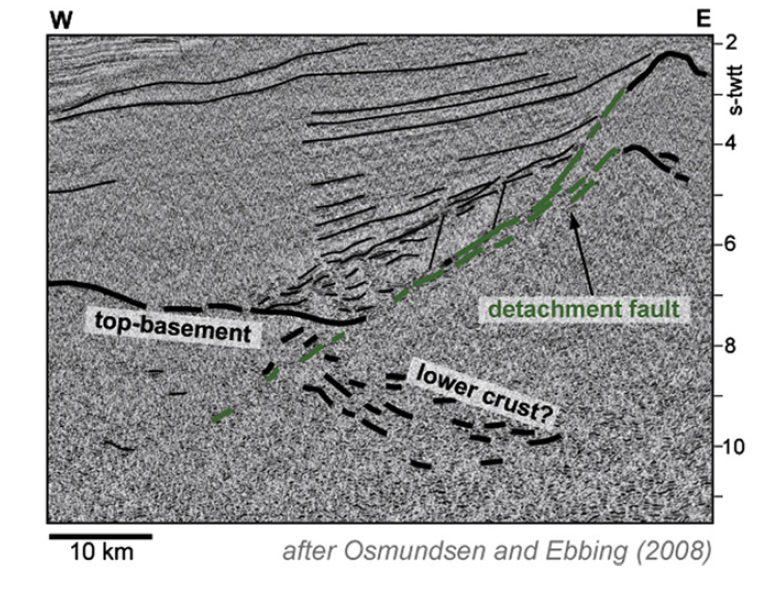 W
E
2
s-twtt
4
6
detachment fault
top-basement
8
lower crust?
10
10 km
after Osmundsen and Ebbing (2008)